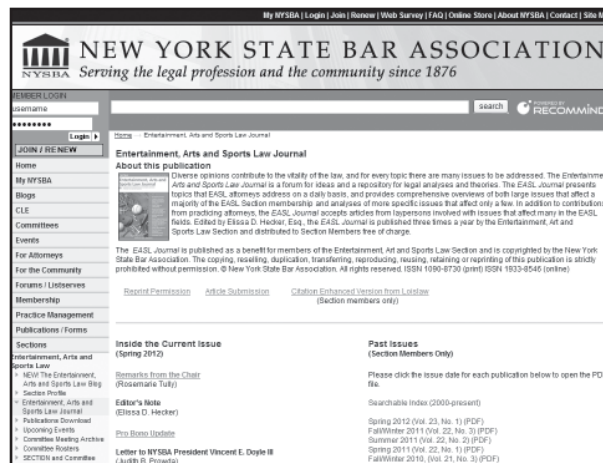 My NYSBA | Login | Join | Renew | Web Survey | FAQ | Online Store | About NYSBA | Contact | Site M
NYSBA
NEW YORK STATE BAR ASSOCIATION
Serving the legal profession and the community since 1876
MEMBER LOGIN
username
Login
JOIN / RENEW
Home
My NYSBA
Blogs
CLE
Committees
Events
For Attorneys
For the Community
Forums / Listserves
Membership
Practice Management
Publications / Forms
Sections
Entertainment, Arts and
Sports Law
NEW! The Entertainment,
Arts and Sports Law Blog
Section Profile
Entertainment, Arts and
Sports Law Journal
Publications Download
Upcoming Events
Committee Meeting Archive
Committee Rosters
SECTION and Committee
search
POWERED BY
RECOMMIND
Home Entertainment, Arts and Sports Law Journal
Entertainment, Arts and Sports Law Journal
About this publication
Diverse opinions contribute to the vitality of the law, and for every topic there are many issues to be addressed. The Entertainme
Arts and Sports Law Journal is a forum for ideas and a repository for legal analyses and theories. The EASL Journal presents
topics that EASL attorneys address on a daily basis, and provides comprehensive overviews of both large issues that affect a
majority of the EASL Section membership and analyses of more specific issues that affect only a few. In addition to contributions
from practicing attorneys, the EASL Journal accepts articles from laypersons involved with issues that affect many in the EASL
fields. Edited by Elissa D. Hecker, Esq., the EASL Journal is published three times a year by the Entertainment, Art and
Sports Law Section and distributed to Section Members free of charge.
The EASL Journal is published as a benefit for members of the Entertainment, Art and Sports Law Section and is copyrighted by the New York
State Bar Association. The copying, reselling, duplication, transferring, reproducing, reusing, retaining or reprinting of this publication is strictly
prohibited without permission. © New York State Bar Association. All rights reserved. ISSN 1090-8730 (print) ISSN 1933-8546 (online)
Reprint Permission Article Submission Citation Enhanced Version from Loislaw
(Section members only)
Inside the Current Issue
(Spring 2012)
Remarks from the Chair
(Rosemarie Tully)
Editor's Note
(Elissa D. Hecker)
Pro Bono Update
Letter to NYSBA President Vincent E. Doyle III
(Judith B. Prowda)
Past Issues
(Section Members Only)
Please click the issue date for each publication below to open the PD
file.
Searchable Index (2000-present)
Spring 2012 (Vol. 23, No. 1) (PDF)
Fall/Winter 2011 (Vol. 22, No. 3) (PDF)
Summer 2011 (Vol. 22, No. 2) (PDF)
Spring 2011 (Vol. 22, No. 1) (PDF)
Fall/Winter 2010, (Vol. 21, No. 3) (PDF)